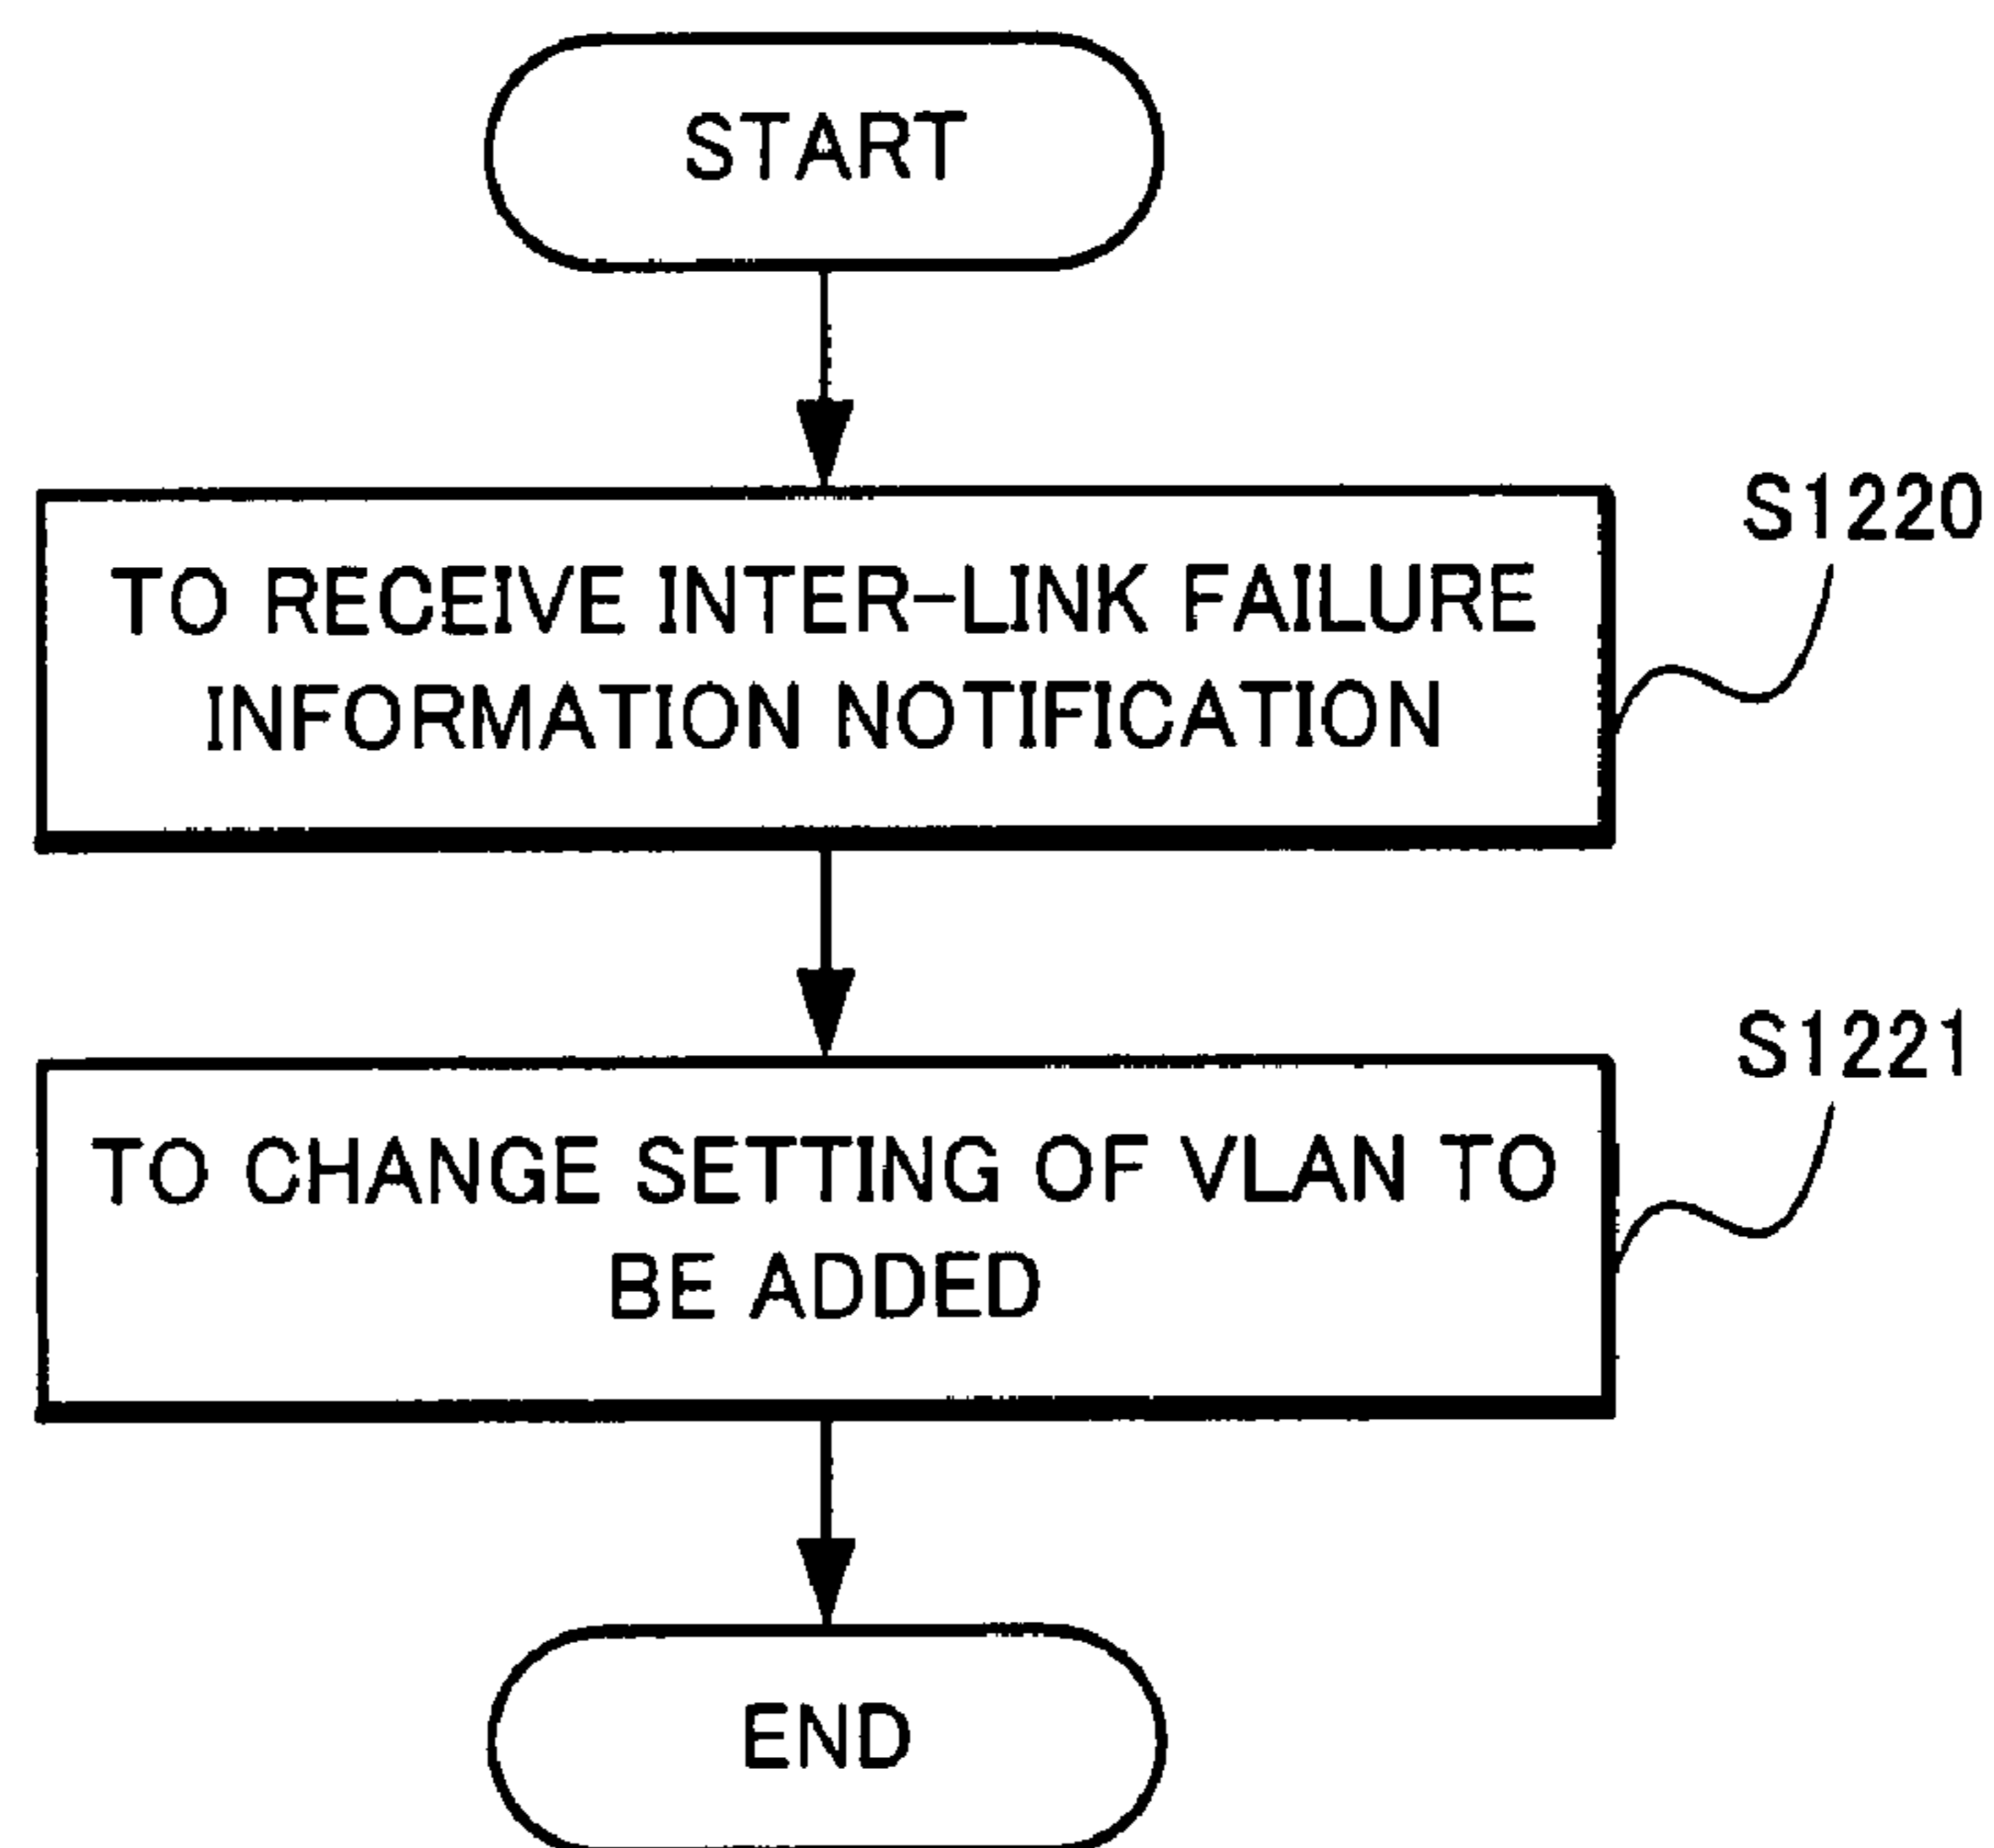 START
S1220
TO RECEIVE INTER-LINK FAILURE
INFORMATION NOTIFICATION
S1221
TO CHANGE SETTING OF VLAN TO
BE ADDED
END